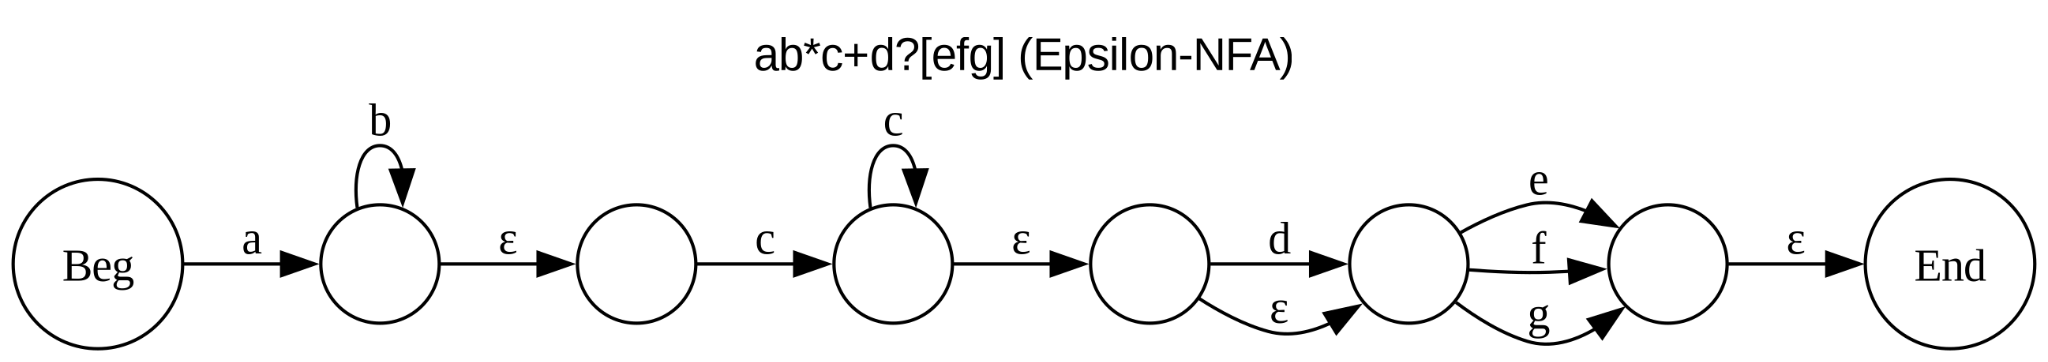 ab*c+d?[efg] (Epsilon-NFA)
b
c
e
a
ε
c
ε
d
f
ε
Beg
End
ε
g